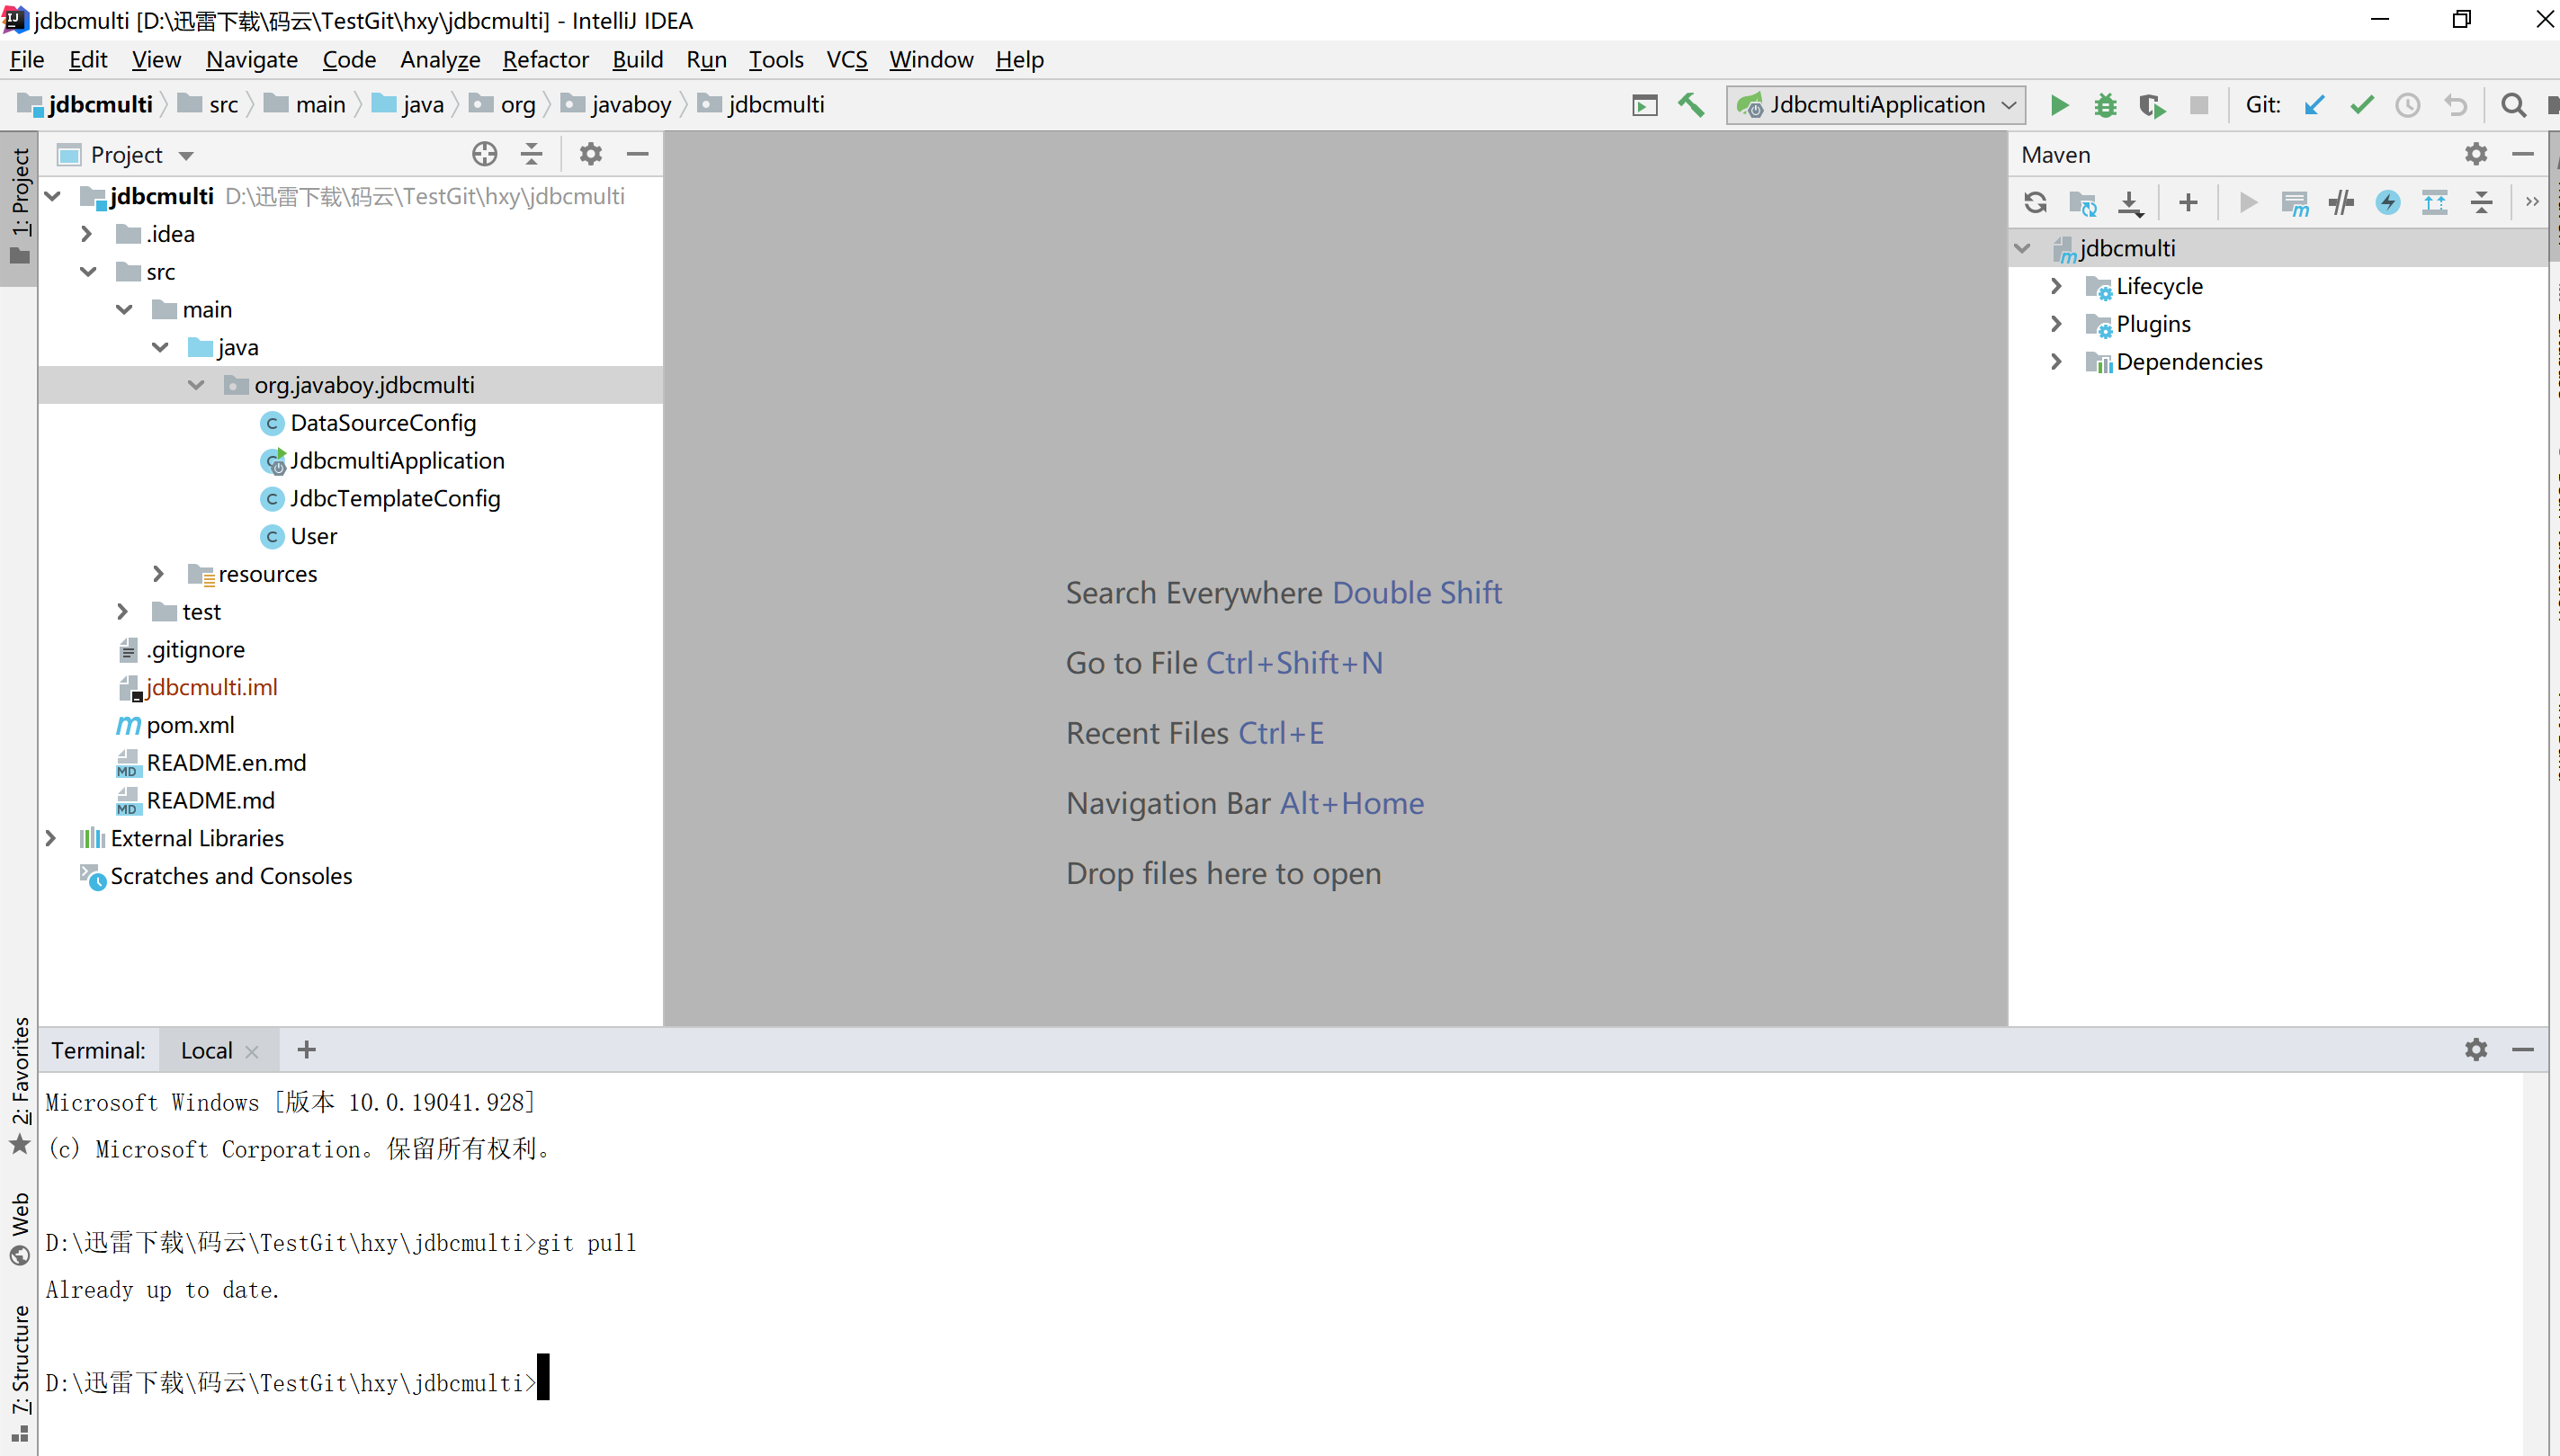 jdbcmulti [D:\迅雷下载\码云\TestGit\hxy\jdbcmulti] - IntelliJ IDEA
File Edit View Navigate Code Analyze Refactor Build Run Tools VCS Window Help
jdbcmulti src main java org javaboy jdbcmulti JdbcmultiApplication Git:
1: Project
Project
jdbcmulti D:\迅雷下载\码云\TestGit\hxy\jdbcmulti
.idea
src
main
java
org.javaboy.jdbcmulti
DataSourceConfig
JdbcmultiApplication
JdbcTemplateConfig
User
resources
test
.gitignore
jdbcmulti.iml
pom.xml
README.en.md
README.md
External Libraries
Scratches and Consoles
Search Everywhere Double Shift
Go to File Ctrl+Shift+N
Recent Files Ctrl+E
Navigation Bar Alt+Home
Drop files here to open
Maven
jdbcmulti
Lifecycle
Plugins
Dependencies
2: Favorites
Web
7: Structure
Terminal: Local
Microsoft Windows [版本 10.0.19041.928]
(c) Microsoft Corporation。保留所有权利。
D:\迅雷下载\码云\TestGit\hxy\jdbcmulti>git pull
Already up to date.
D:\迅雷下载\码云\TestGit\hxy\jdbcmulti>